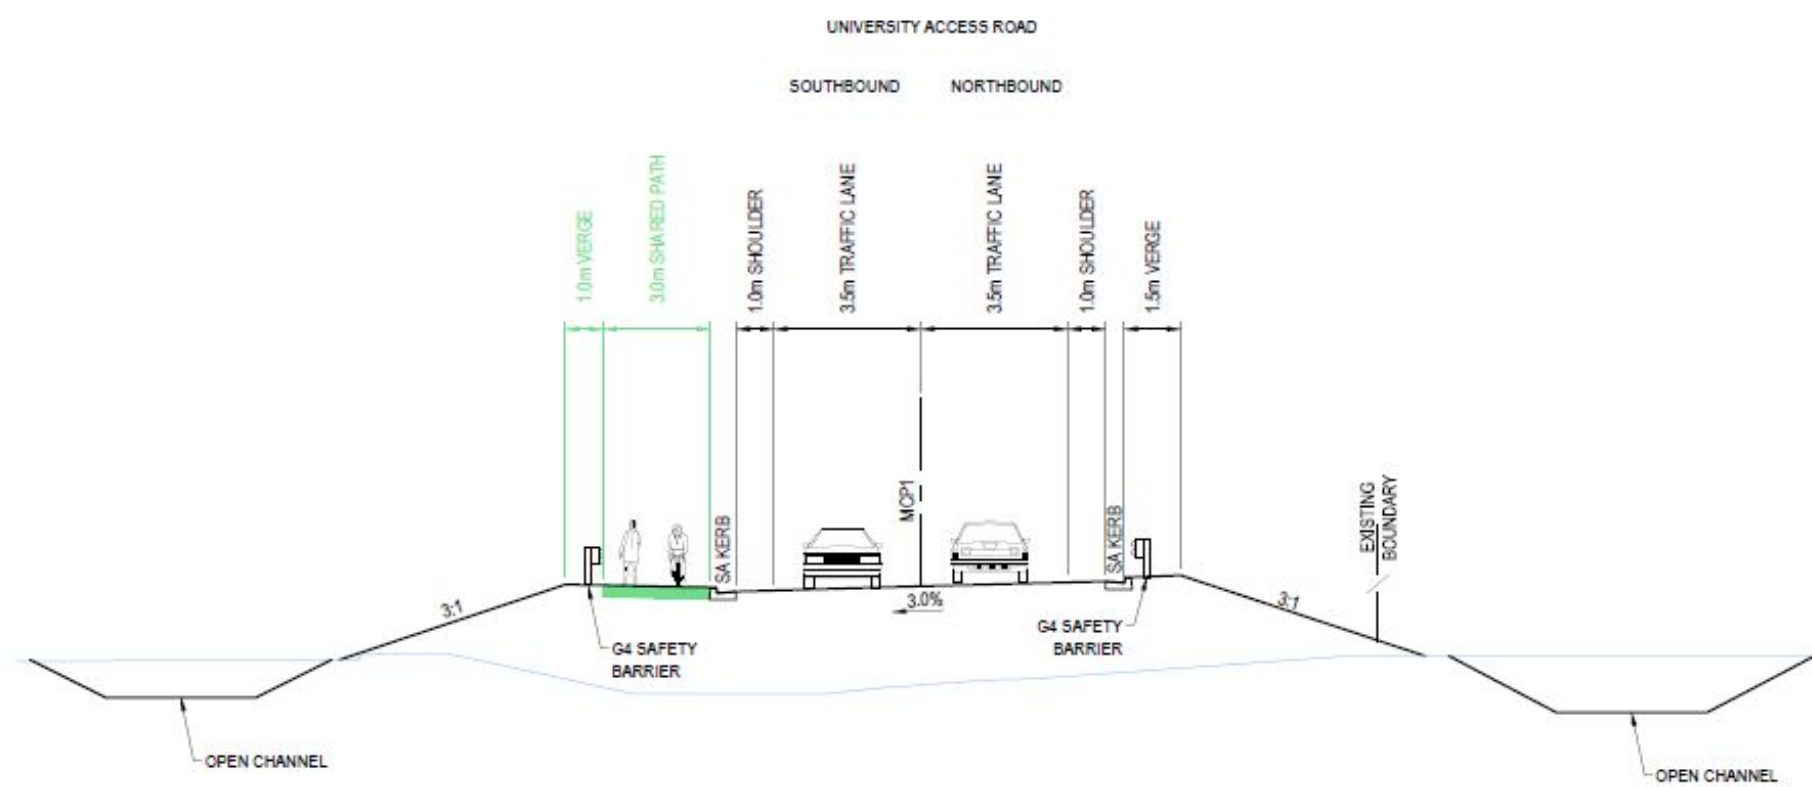 UNIVERSITY ACCESS ROAD
SOUTHBOUND
NORTHBOUND
1.0m VERGE
3.0m SHARED PATH
1.0m SHOULDER
3.5m TRAFFIC LANE
3.5m TRAFFIC LANE
1.0m SHOULDER
1.5m VERGE
SA KERB
MCP1
SA KERB
EXISTING
BOUNDARY
3:1
3.0%
3:1
G4 SAFETY
BARRIER
G4 SAFETY
BARRIER
OPEN CHANNEL
OPEN CHANNEL